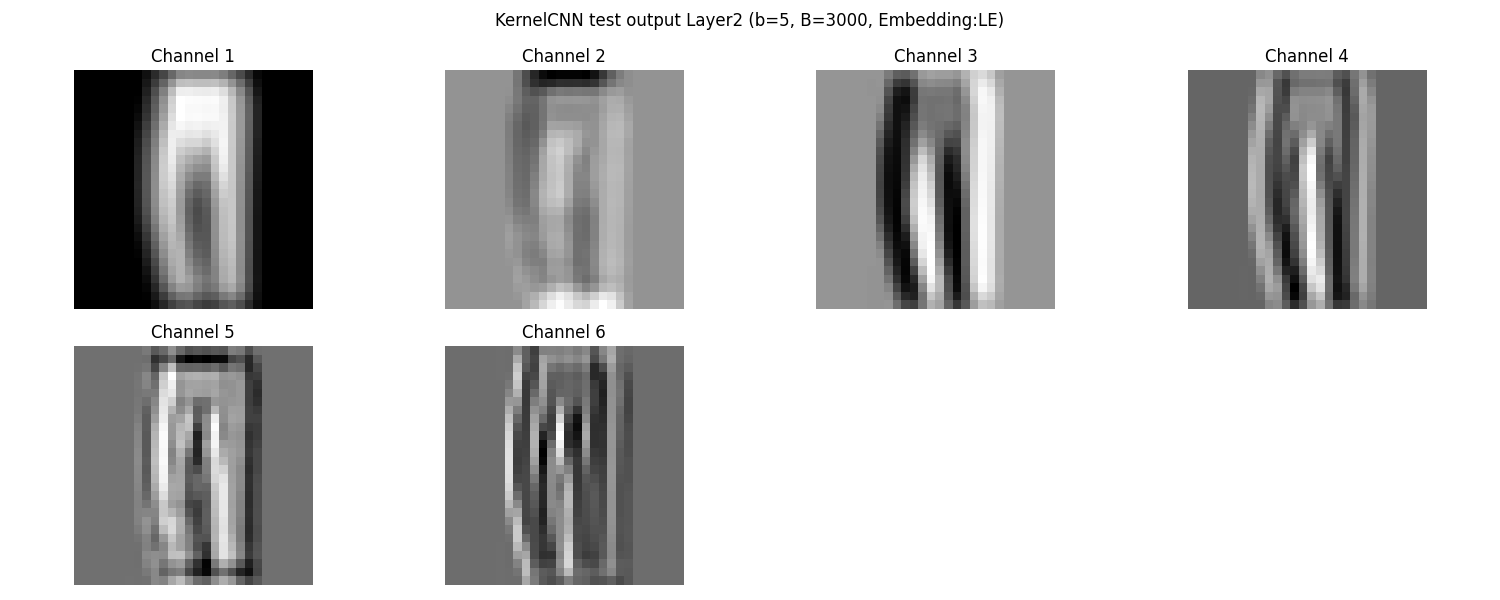 KernelCNN test output Layer2 (b=5, B=3000, Embedding:LE)
Channel 1
Channel 2
Channel 3
Channel 4
Channel 5
Channel 6